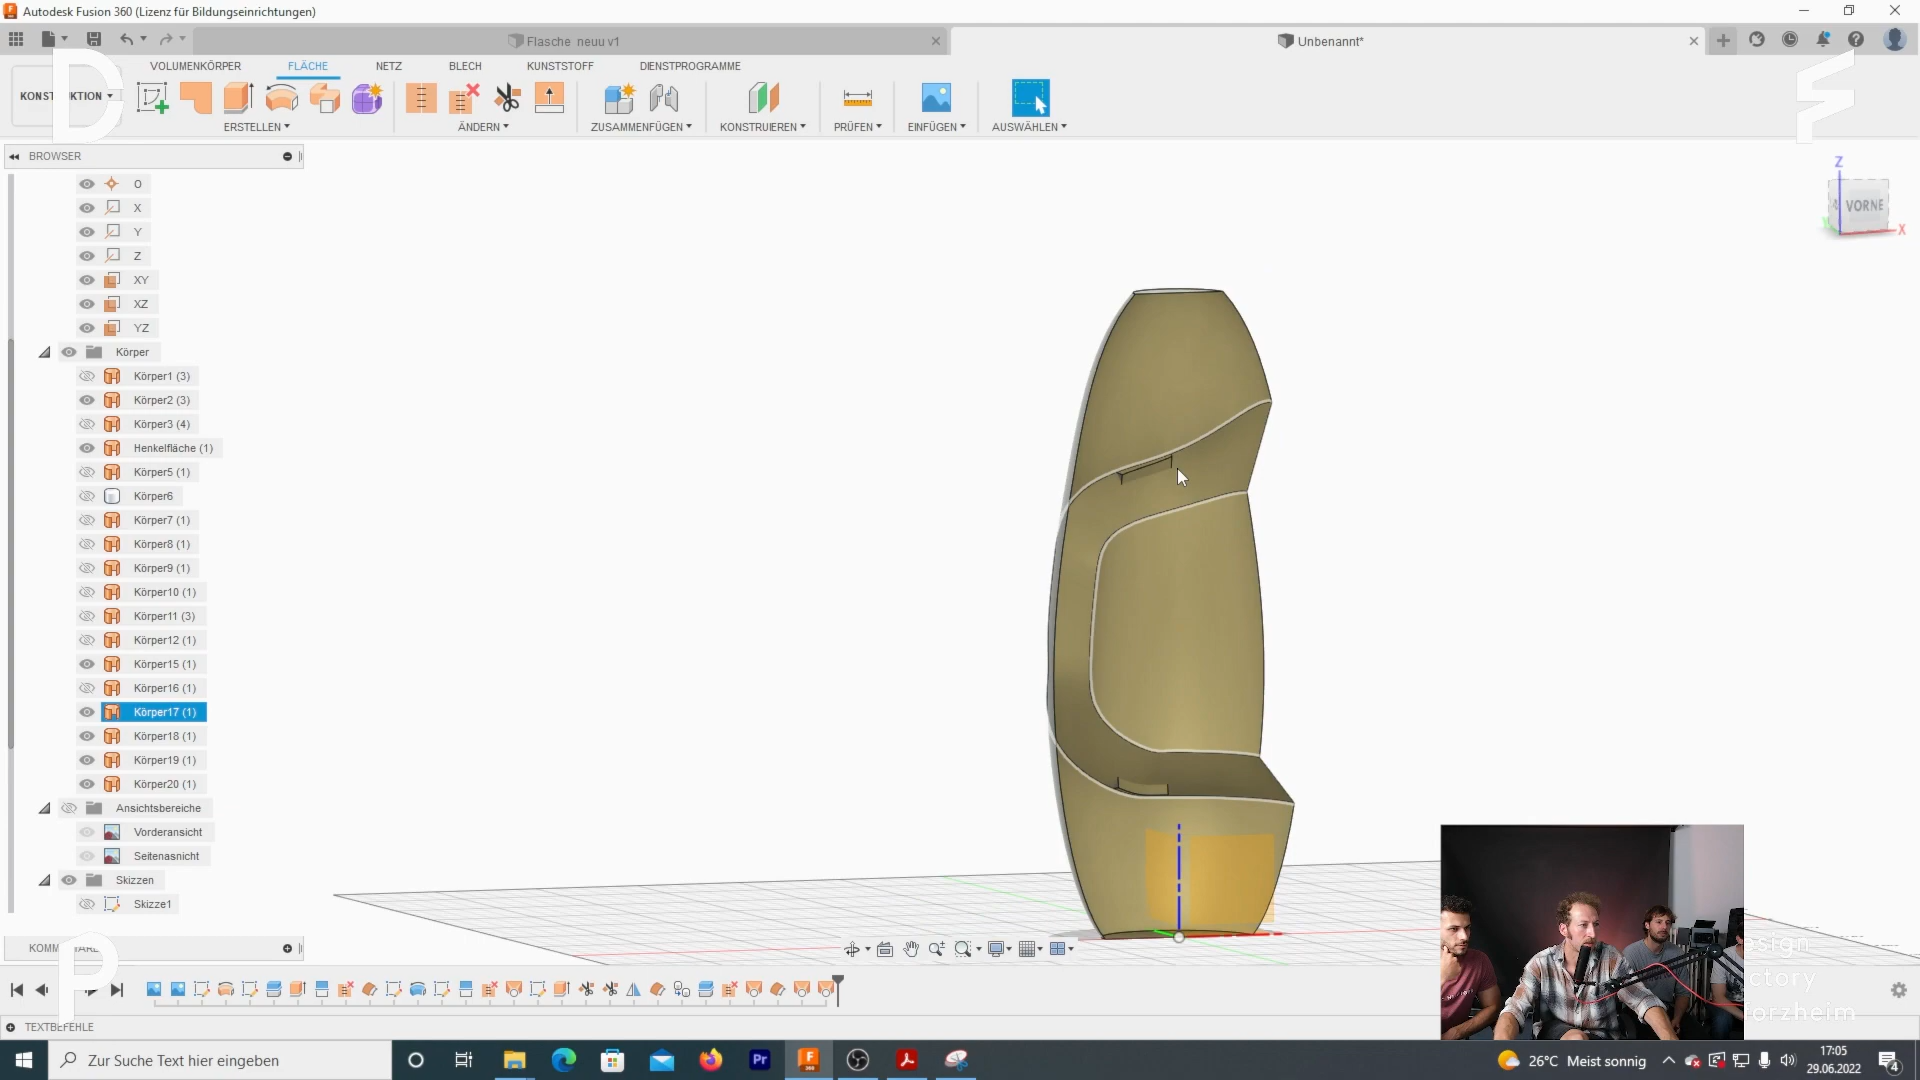 Autodesk Fusion 360 (Lizenz für Bildungseinrichtungen)
Flasche neuu v1
Unbenannt*
VOLUMENKÖRPER
FLÄCHE
NETZ
BLECH
KUNSTSTOFF
DIENSTPROGRAMME
ERSTELLEN
ÄNDERN
ZUSAMMENFÜGEN
KONSTRUIEREN
PRÜFEN
EINFÜGEN
AUSWÄHLEN
BROWSER
O
X
Y
Z
XY
XZ
YZ
Körper
Körper1 (3)
Körper2 (3)
Körper3 (4)
Henkelfläche (1)
Körper5 (1)
Körper6
Körper7 (1)
Körper8 (1)
Körper9 (1)
Körper10 (1)
Körper11 (3)
Körper12 (1)
Körper15 (1)
Körper16 (1)
Körper17 (1)
Körper18 (1)
Körper19 (1)
Körper20 (1)
Ansichtsbereiche
Vorderansicht
Seitenasnicht
Skizzen
Skizze1
Z
VORNE
X
D
P
TEXTBEFEHLE
Zur Suche Text hier eingeben
Pr
26°C Meist sonnig
17:05
29.06.2022
4